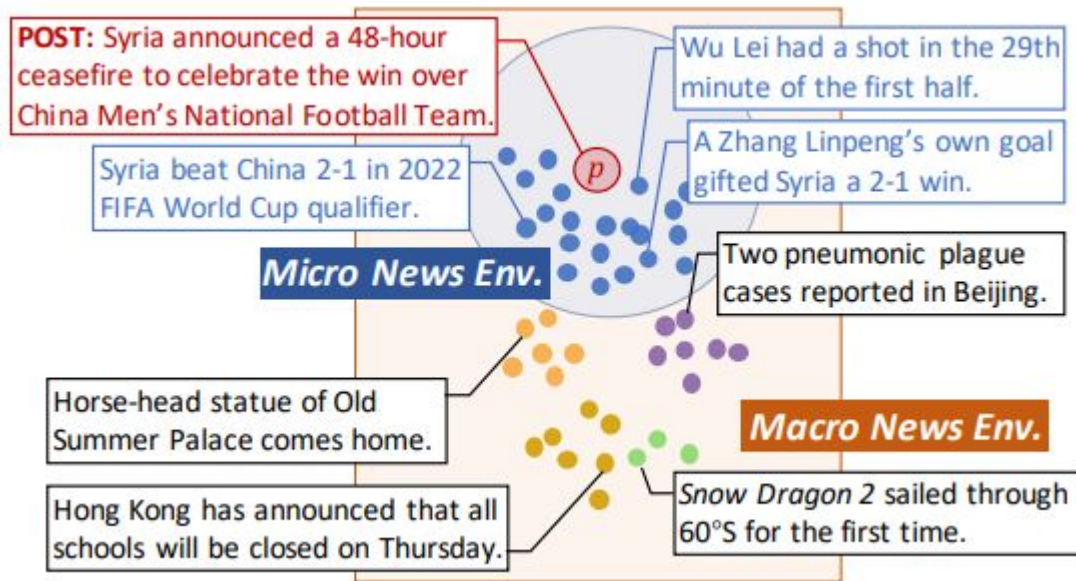 POST: Syria announced a 48-hour
ceasefire to celebrate the win over
China Men's National Football Team.
Wu Lei had a shot in the 29th
minute of the first half.
p
Syria beat China 2-1 in 2022
FIFA World Cup qualifier.
A Zhang Linpeng's own goal
gifted Syria a 2-1 win.
Micro News Env.
Two pneumonic plague
cases reported in Beijing.
Horse-head statue of Old
Summer Palace comes home.
Macro News Env.
Hong Kong has announced that all
schools will be closed on Thursday.
Snow Dragon 2 sailed through
60°S for the first time.